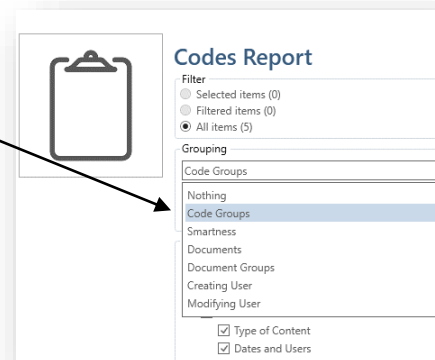 Codes Report
Filter
Selected items (0)
Filtered items (0)
All items (5)
Grouping
Code Groups
Nothing
Code Groups
Smartness
Documents
Document Groups
Creating User
Modifying User
Type of Content
Dates and Users